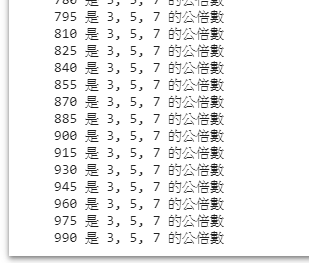 780 是 3, 5, 7 的公倍數
795 是 3, 5, 7 的公倍數
810 是 3, 5, 7 的公倍數
825 是 3, 5, 7 的公倍數
840 是 3, 5, 7 的公倍數
855 是 3, 5, 7 的公倍數
870 是 3, 5, 7 的公倍數
885 是 3, 5, 7 的公倍數
900 是 3, 5, 7 的公倍數
915 是 3, 5, 7 的公倍數
930 是 3, 5, 7 的公倍數
945 是 3, 5, 7 的公倍數
960 是 3, 5, 7 的公倍數
975 是 3, 5, 7 的公倍數
990 是 3, 5, 7 的公倍數